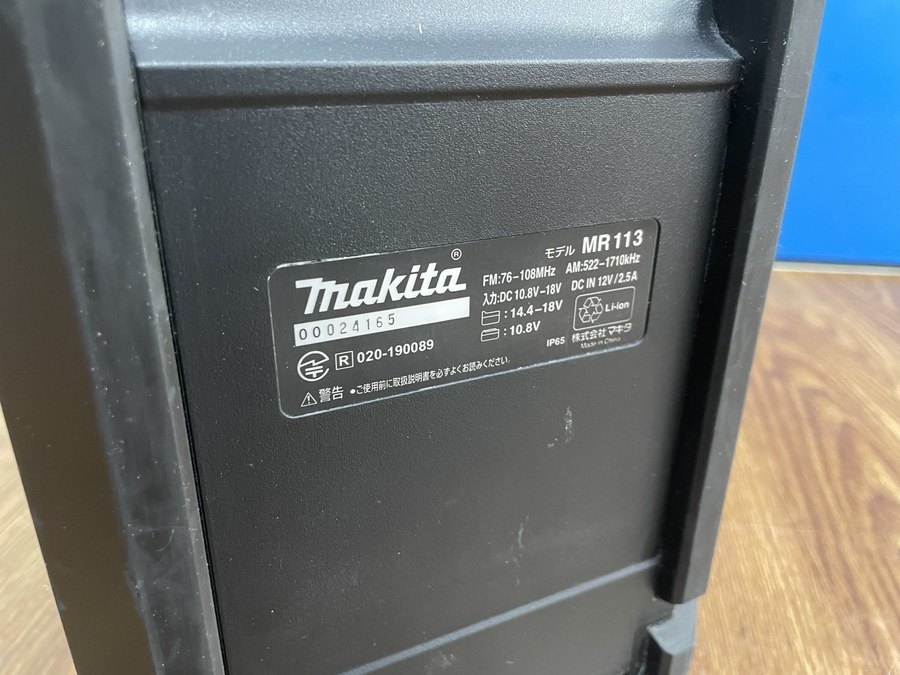 makita®
00024165
R 020-190089
⚠警告 ●ご使用前に取扱説明書を必ずよくお読みください。
モデル MR113
FM:76-108MHz AM:522-1710kHz
入力:DC10.8V-18V DC IN 12V/2.5A
:14.4-18V
:10.8V
Li-ion
IP65 株式会社 マキタ
Made in China